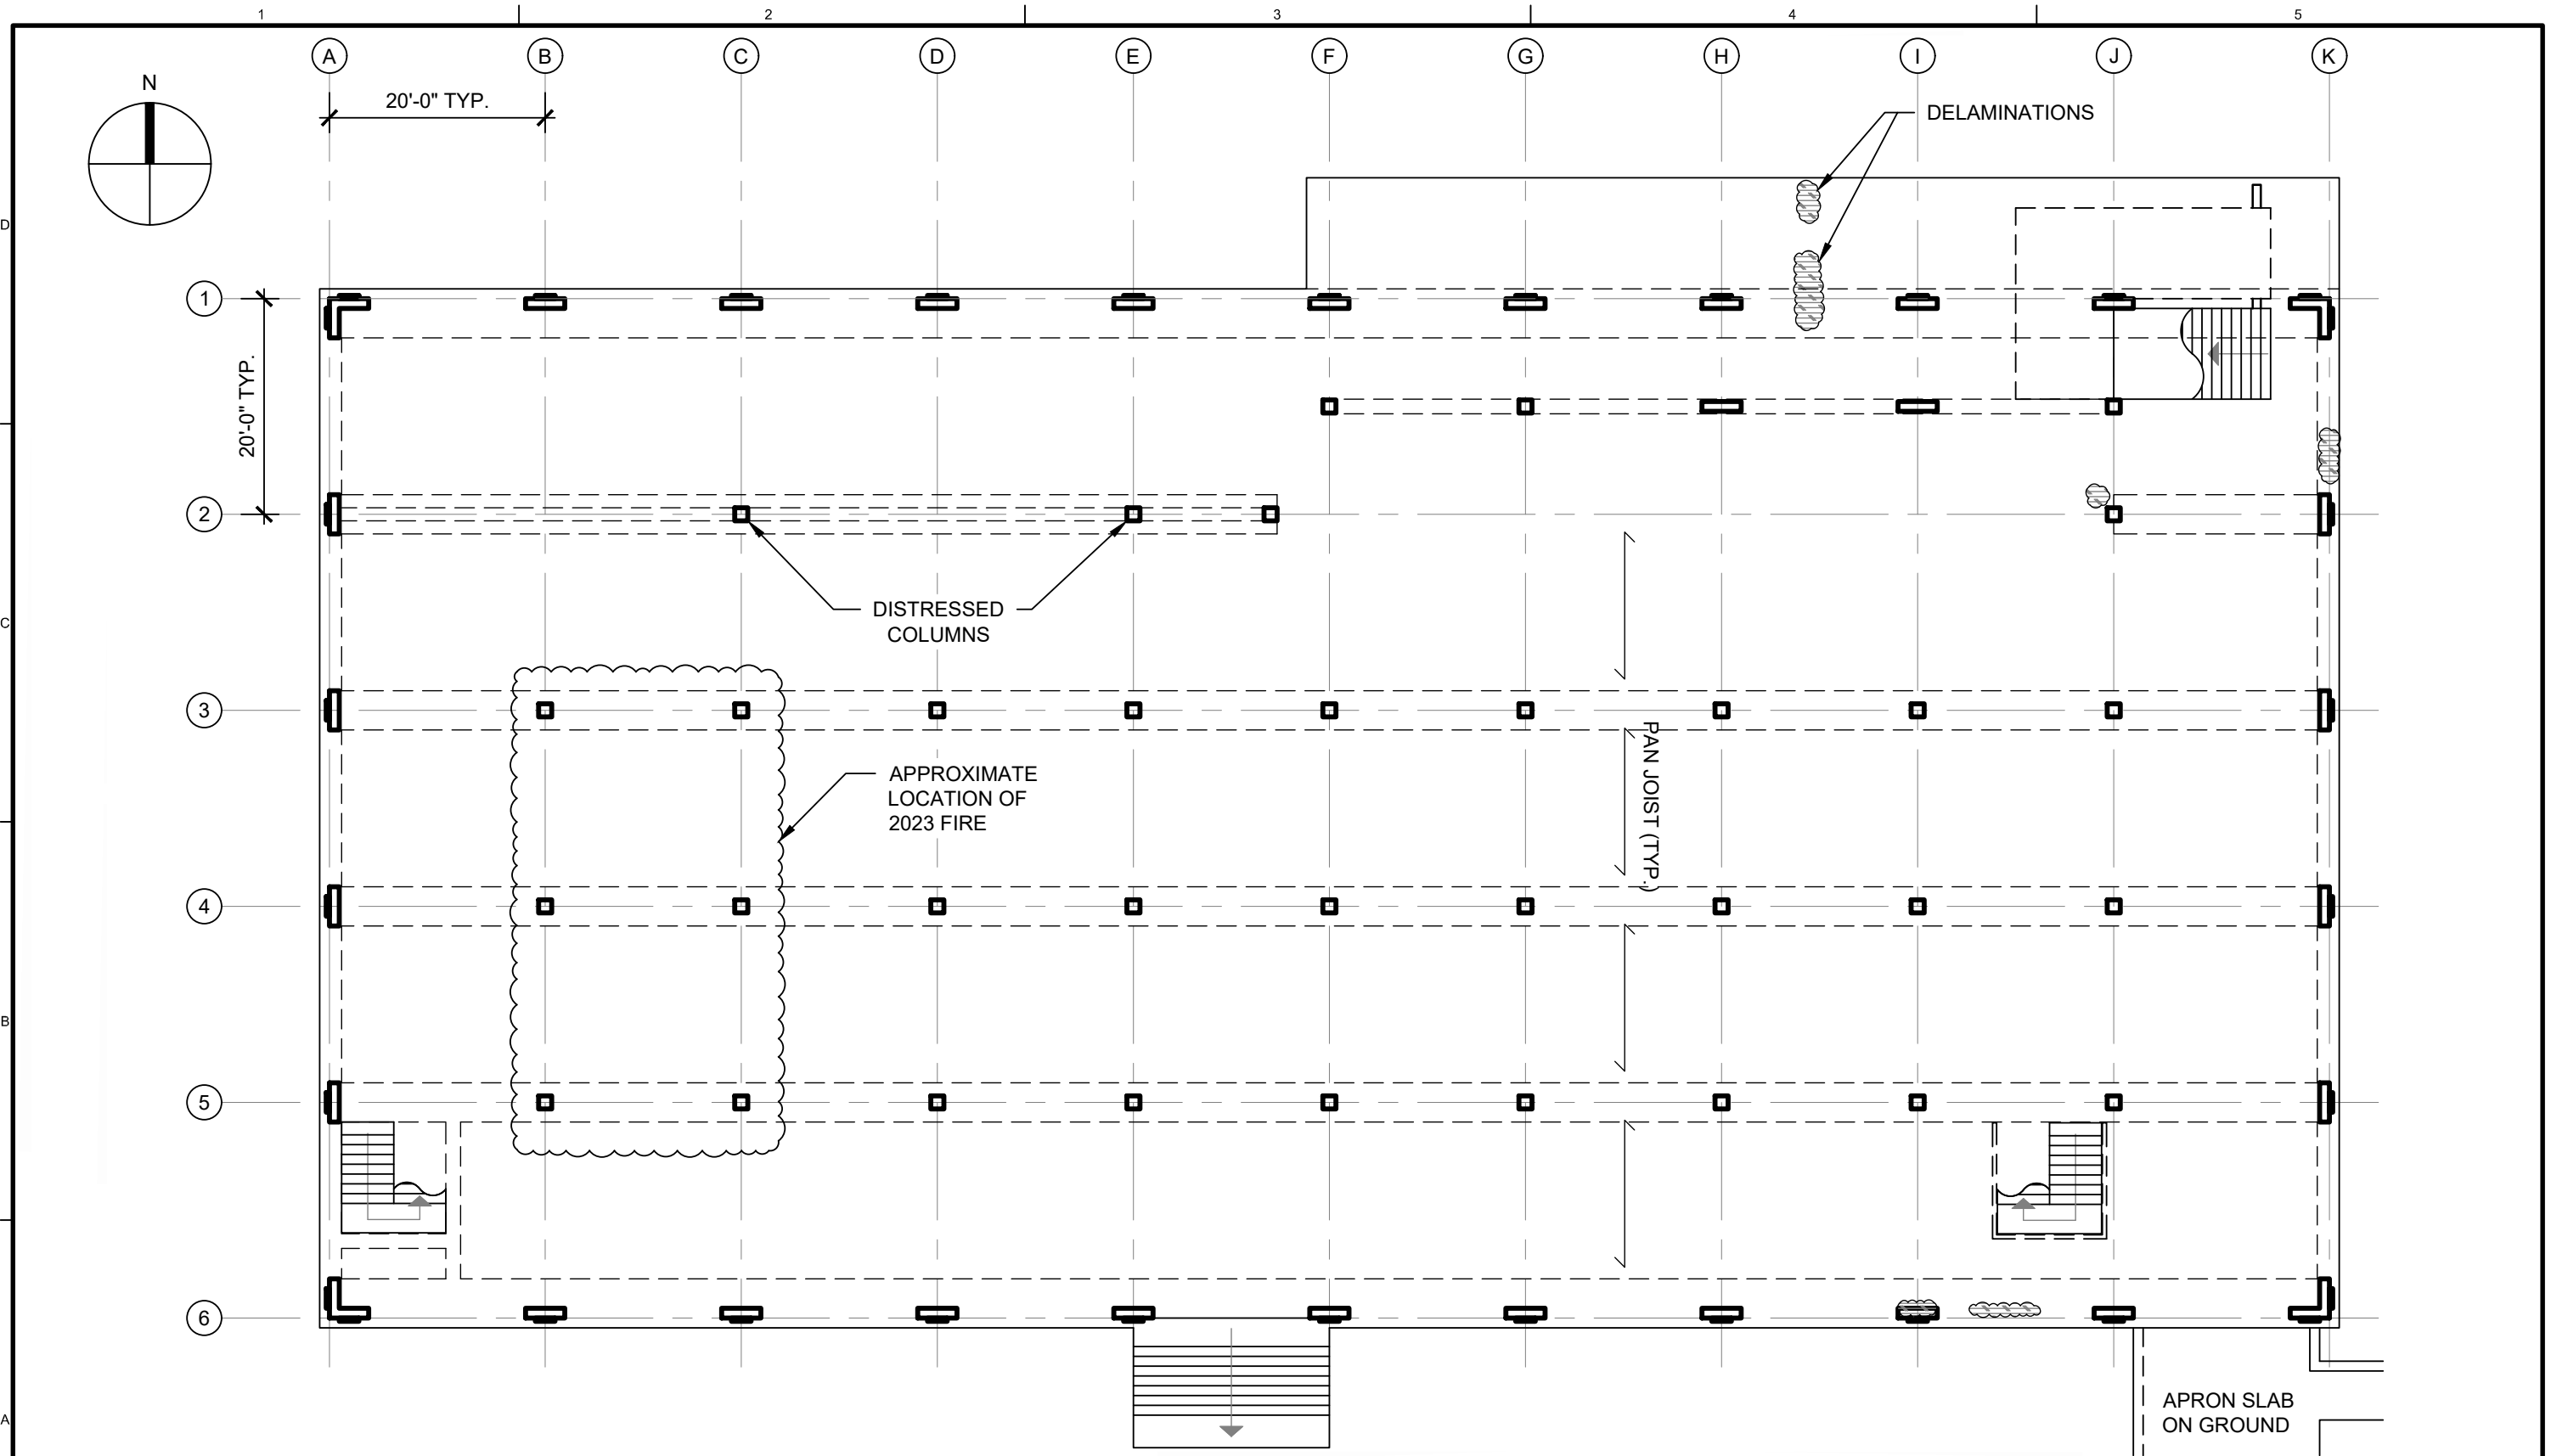 1 2 3 4 5
A B C D E F G H I J K
N
20'-0" TYP.
DELAMINATIONS
D
1
20'-0" TYP.
2
DISTRESSED
COLUMNS
C
3
PAN JOIST (TYP.)
APPROXIMATE
LOCATION OF
2023 FIRE
4
B
5
6
APRON SLAB
ON GROUND
A